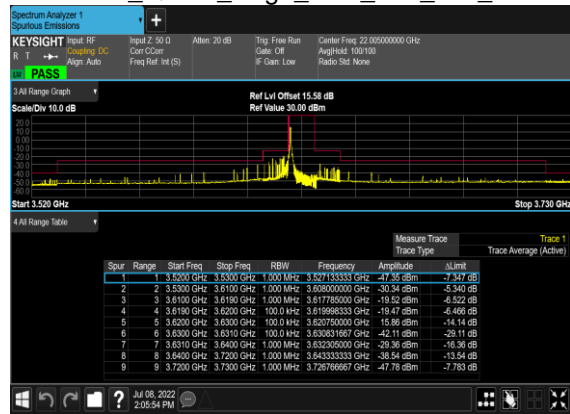 Spectrum Analyzer 1
Spurious Emissions
+
KEYSIGHT Input: RF Input Z: 50 Ω Atten: 20 dB Trig: Free Run Center Freq: 22.005000000 GHz
R T Coupling: DC Corr CCorr Gate: Off Avg|Hold: 100/100
Align: Auto Freq Ref: Int (S) IF Gain: Low Radio Std: None
PASS
3 All Range Graph Ref Lvl Offset 15.58 dB
Scale/Div 10.0 dB Ref Value 30.00 dBm
20.0
10.0
0.00
-10.0
-20.0
-30.0
-40.0
-50.0
-60.0
Start 3.520 GHz Stop 3.730 GHz
4 All Range Table
Measure Trace Trace 1
Trace Type Trace Average (Active)
Spur Range Start Freq Stop Freq RBW Frequency Amplitude ΔLimit
1 1 3.5200 GHz 3.5300 GHz 1.000 MHz 3.527133333 GHz -47.35 dBm -7.347 dB
2 2 3.5300 GHz 3.6100 GHz 1.000 MHz 3.608000000 GHz -30.34 dBm -5.340 dB
3 3 3.6100 GHz 3.6190 GHz 1.000 MHz 3.617785000 GHz -19.52 dBm -6.522 dB
4 4 3.6190 GHz 3.6200 GHz 100.0 kHz 3.619998333 GHz -19.47 dBm -6.466 dB
5 5 3.6200 GHz 3.6300 GHz 100.0 kHz 3.620750000 GHz 15.86 dBm -14.14 dB
6 6 3.6300 GHz 3.6310 GHz 100.0 kHz 3.630831667 GHz -42.11 dBm -29.11 dB
7 7 3.6310 GHz 3.6400 GHz 1.000 MHz 3.632305000 GHz -29.36 dBm -16.36 dB
8 8 3.6400 GHz 3.7200 GHz 1.000 MHz 3.643333333 GHz -38.54 dBm -13.54 dB
9 9 3.7200 GHz 3.7300 GHz 1.000 MHz 3.726766667 GHz -47.78 dBm -7.783 dB
? Jul 08, 2022
2:05:54 PM